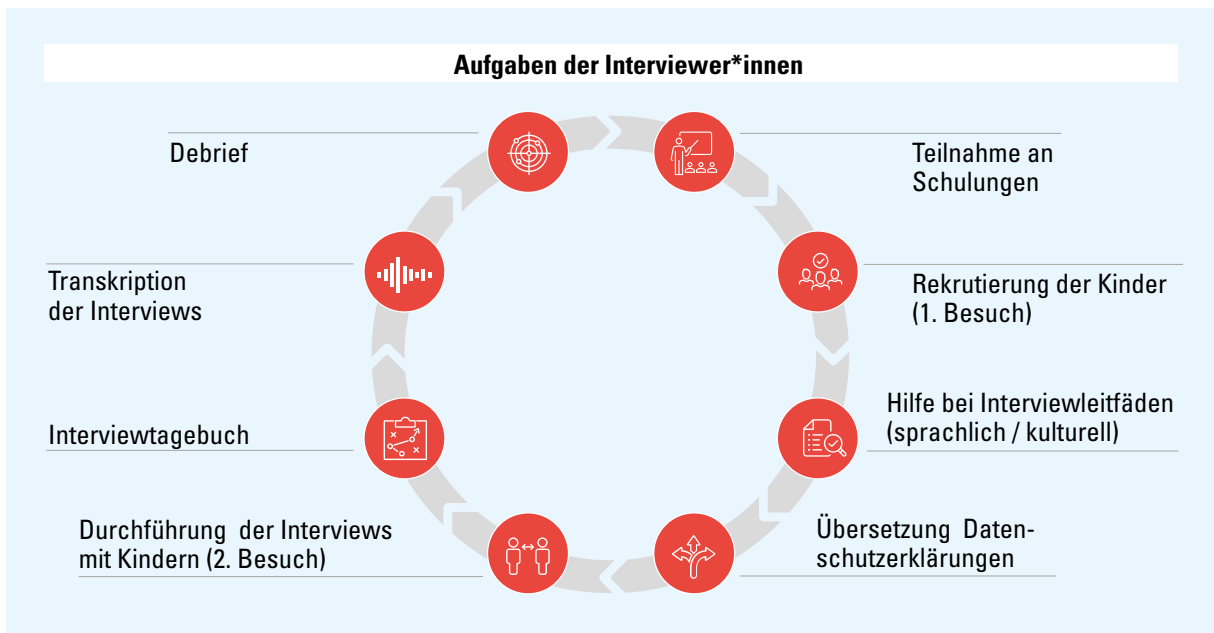 Aufgaben der Interviewer*innen
Debrief
Teilnahme an
Schulungen
Transkription
der Interviews
Rekrutierung der Kinder
(1. Besuch)
Interviewtagebuch
Hilfe bei Interviewleitfäden
(sprachlich / kulturell)
Durchführung  der Interviews
mit Kindern (2. Besuch)
Übersetzung  Daten-
schutzerklärungen